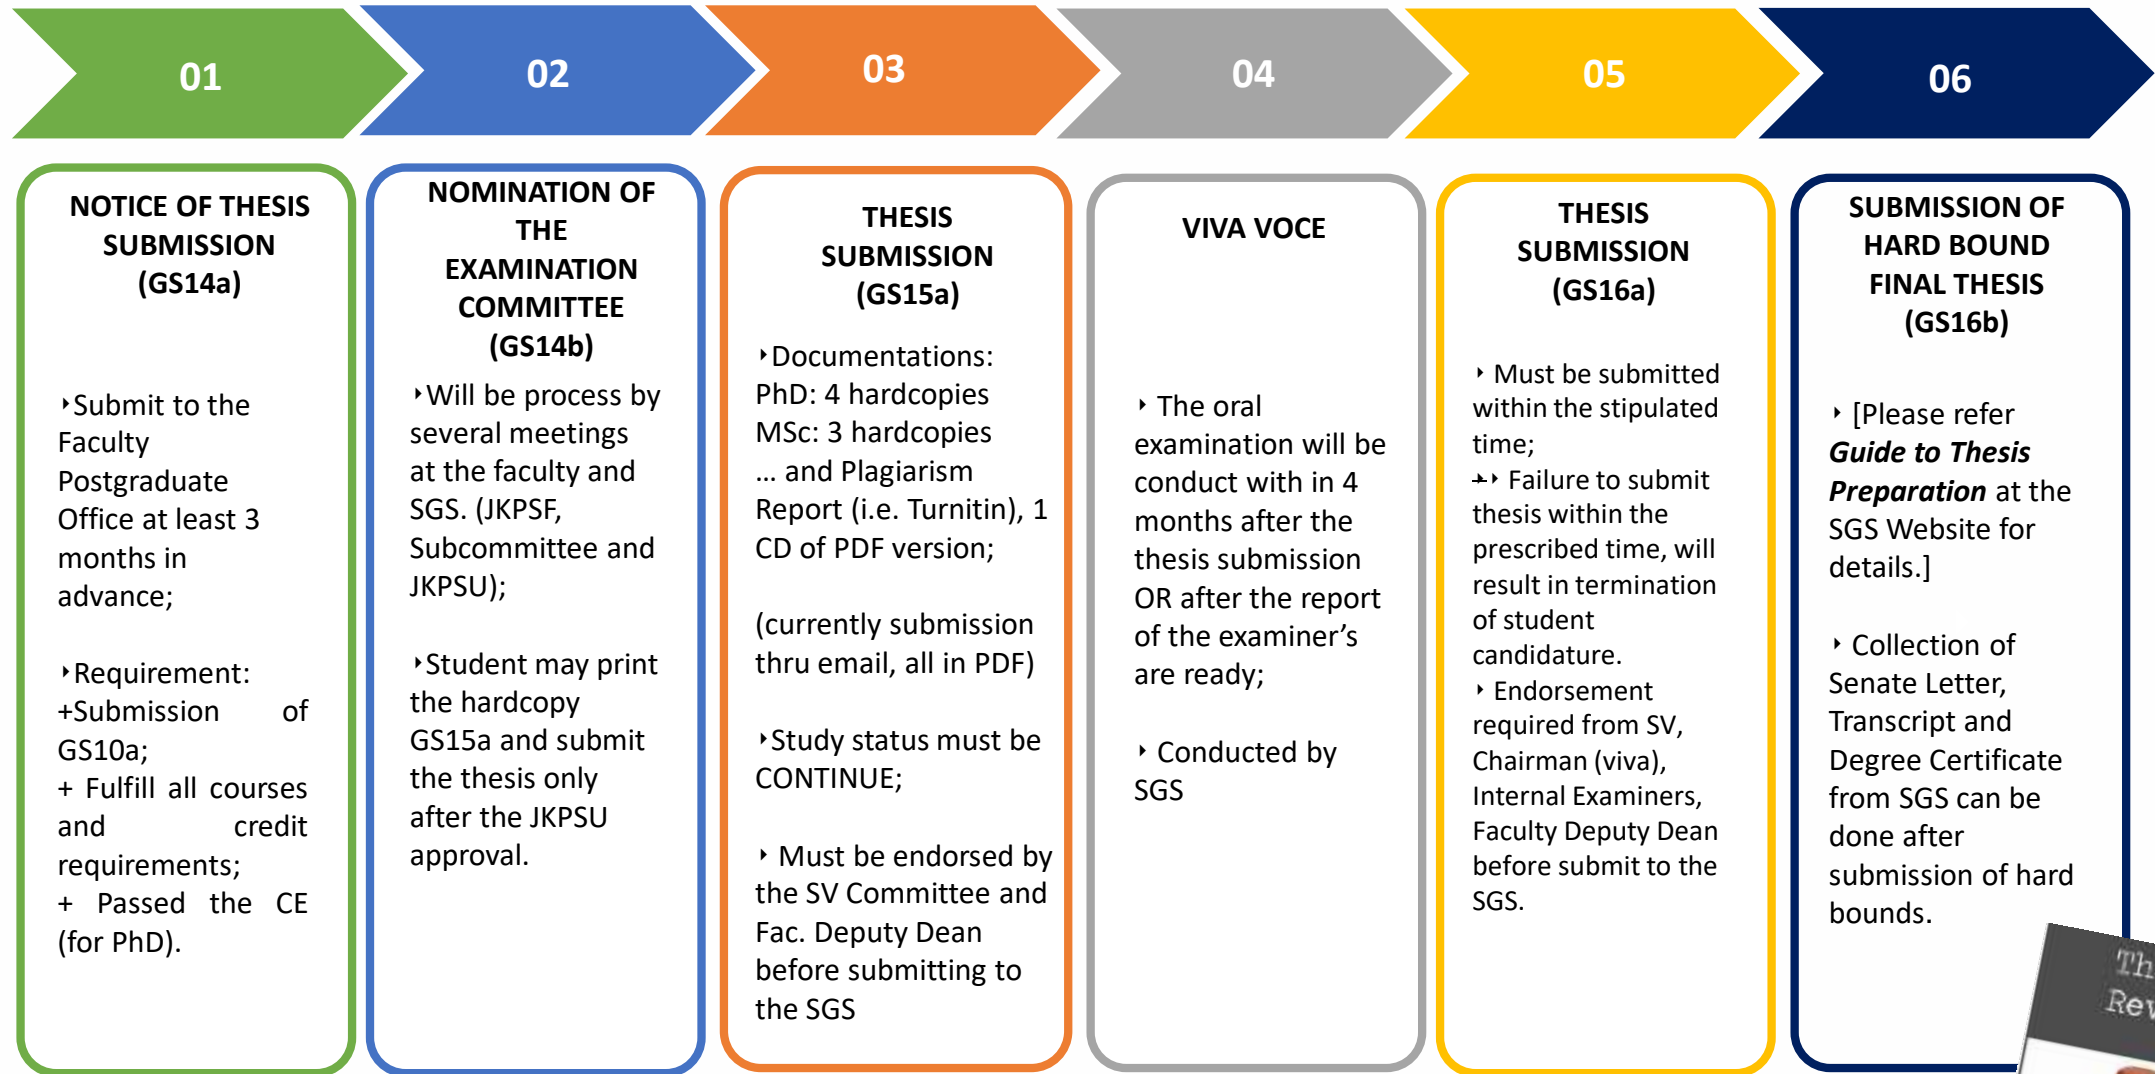 01
02
03
04
05
06
NOTICE OF THESIS
SUBMISSION
(GS14a)
‣Submit to the
Faculty
Postgraduate
Office at least 3
months in
advance;
‣Requirement:
+Submission of
GS10a;
+ Fulfill all courses
and credit
requirements;
+ Passed the CE
(for PhD).
NOMINATION OF
THE
EXAMINATION
COMMITTEE
(GS14b)
‣Will be process by
several meetings
at the faculty and
SGS. (JKPSF,
Subcommittee and
JKPSU);
‣Student may print
the hardcopy
GS15a and submit
the thesis only
after the JKPSU
approval.
THESIS
SUBMISSION
(GS15a)
‣Documentations:
PhD: 4 hardcopies
MSc: 3 hardcopies
... and Plagiarism
Report (i.e. Turnitin), 1
CD of PDF version;
(currently submission
thru email, all in PDF)
‣Study status must be
CONTINUE;
‣ Must be endorsed by
the SV Committee and
Fac. Deputy Dean
before submitting to
the SGS
VIVA VOCE
‣ The oral
examination will be
conduct with in 4
months after the
thesis submission
OR after the report
of the examiner’s
are ready;
‣ Conducted by
SGS
THESIS
SUBMISSION
(GS16a)
‣ Must be submitted
within the stipulated
time;
‣‣ Failure to submit
thesis within the
prescribed time, will
result in termination
of student
candidature.
‣ Endorsement
required from SV,
Chairman (viva),
Internal Examiners,
Faculty Deputy Dean
before submit to the
SGS.
SUBMISSION OF
HARD BOUND
FINAL THESIS
(GS16b)
‣ [Please refer
Guide to Thesis
Preparation at the
SGS Website for
details.]
‣ Collection of
Senate Letter,
Transcript and
Degree Certificate
from SGS can be
done after
submission of hard
bounds.
Th
Rev